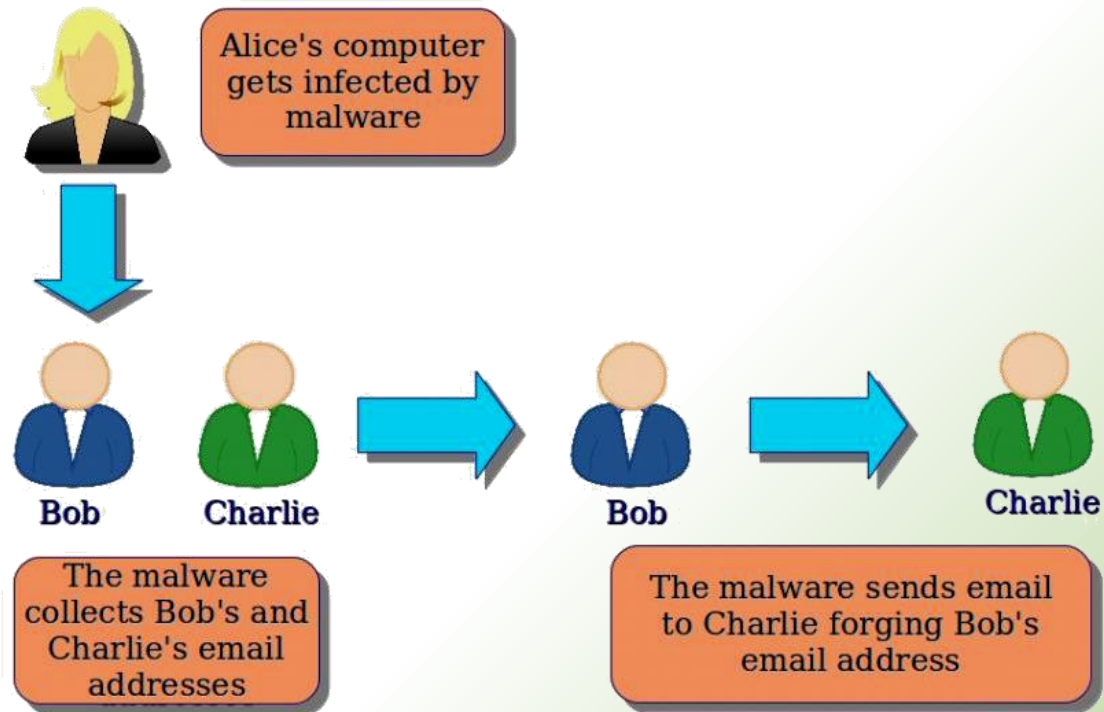 Alice's computer
gets infected by
malware
Bob
Charlie
Bob
Charlie
The malware
collects Bob's and
Charlie's email
addresses
The malware sends email
to Charlie forging Bob's
email address